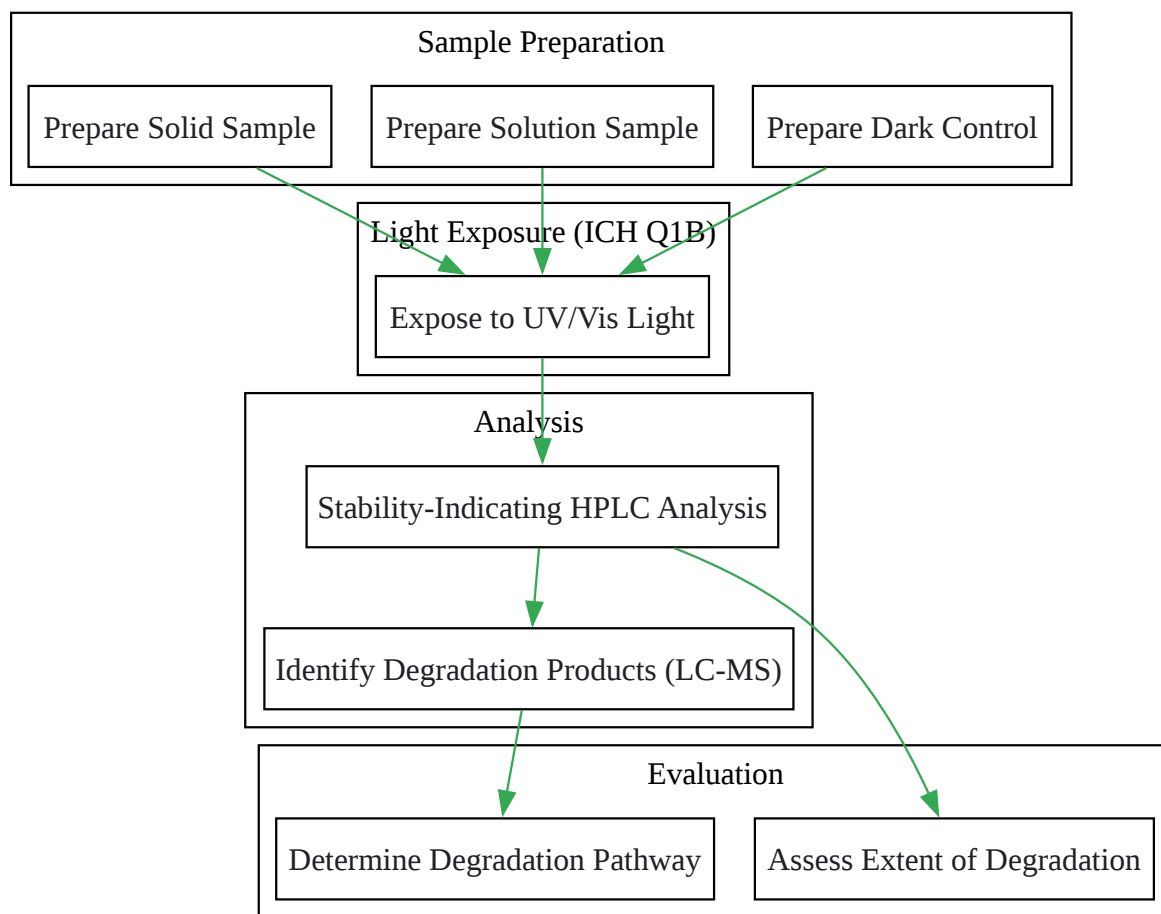 Sample Preparation
Prepare Solid Sample
Prepare Solution Sample
Prepare Dark Control
Light Exposure (ICH Q1B)
Expose to UV/Vis Light
Analysis
Stability-Indicating HPLC Analysis
Identify Degradation Products (LC-MS)
Evaluation
Determine Degradation Pathway
Assess Extent of Degradation